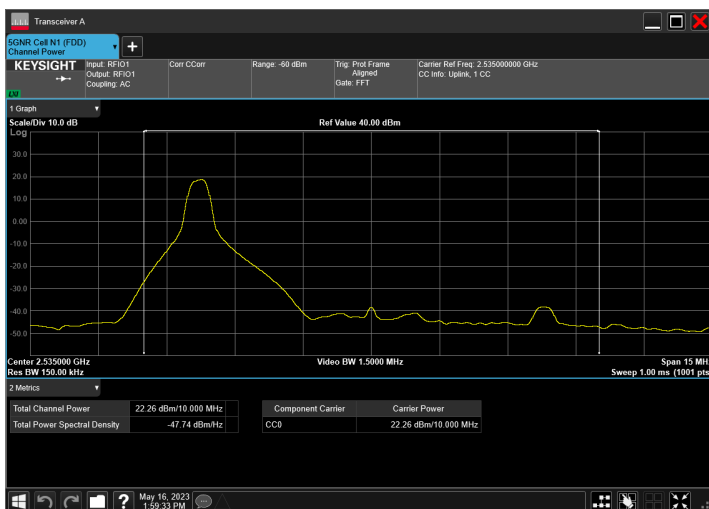 Transceiver A
5GNR Cell N1 (FDD)
Channel Power
KEYSIGHT
LXI
Input: RFIO1
Output: RFIO1
Coupling: AC
Corr CCorr
Range: -60 dBm
Trig: Prot Frame
Aligned
Gate: FFT
Carrier Ref Freq: 2.535000000 GHz
CC Info: Uplink, 1 CC
1 Graph
Scale/Div 10.0 dB
Ref Value 40.00 dBm
Log
30.0
20.0
10.0
0.00
-10.0
-20.0
-30.0
-40.0
-50.0
Center 2.535000 GHz
Video BW 1.5000 MHz
Span 15 MH
Res BW 150.00 kHz
Sweep 1.00 ms (1001 pts
2 Metrics
Total Channel Power 22.26 dBm/10.000 MHz
Total Power Spectral Density -47.74 dBm/Hz
Component Carrier Carrier Power
CC0 22.26 dBm/10.000 MHz
?
May 16, 2023
1:59:33 PM